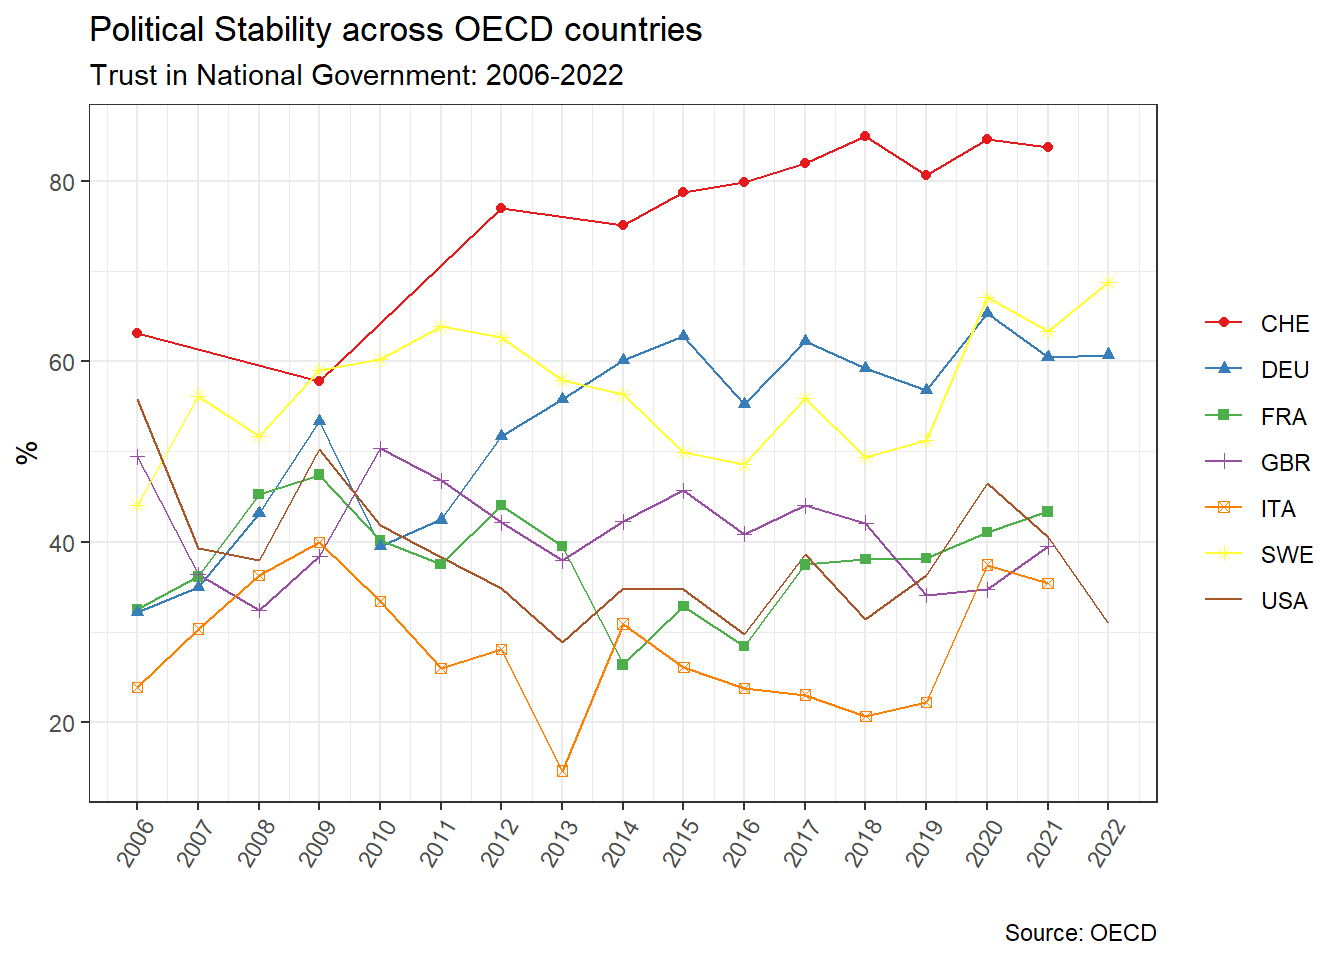 Political Stability across OECD countries
Trust in National Government: 2006-2022
%
80
60
40
20
2006
2007
2008
2009
2010
2011
2012
2013
2014
2015
2016
2017
2018
2019
2020
2021
2022
CHE
DEU
FRA
GBR
ITA
SWE
USA
Source: OECD